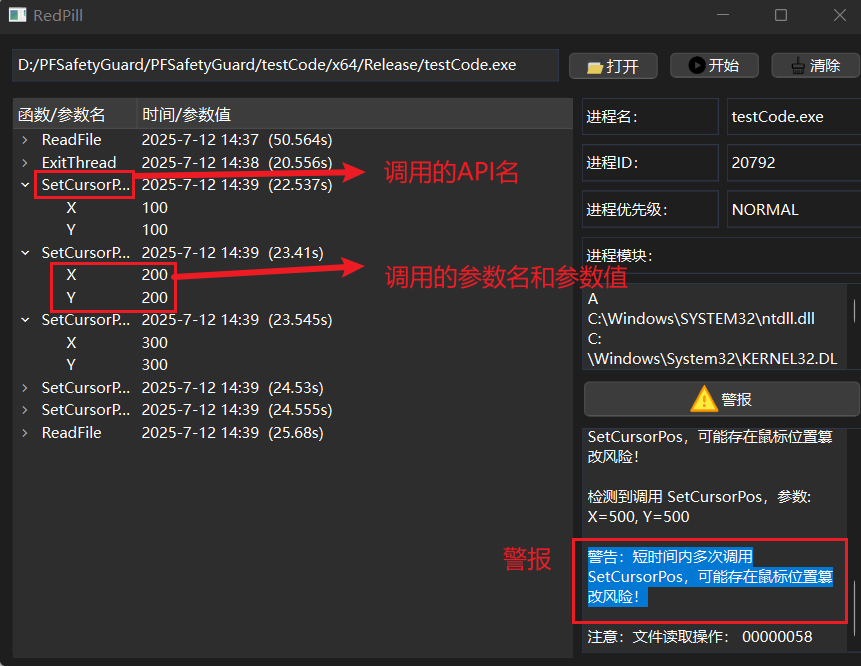 RedPill
D:/PFSafetyGuard/PFSafetyGuard/testCode/x64/Release/testCode.exe
打开
开始
清除
函数/参数名 时间/参数值
ReadFile 2025-7-12 14:37 (50.564s)
ExitThread 2025-7-12 14:38 (20.556s)
SetCursorP... 2025-7-12 14:39 (22.537s)
X 100
Y 100
SetCursorP... 2025-7-12 14:39 (23.41s)
X 200
Y 200
SetCursorP... 2025-7-12 14:39 (23.545s)
X 300
Y 300
SetCursorP... 2025-7-12 14:39 (24.53s)
SetCursorP... 2025-7-12 14:39 (24.555s)
ReadFile 2025-7-12 14:39 (25.68s)
调用的API名
调用的参数名和参数值
警报
进程名: testCode.exe
进程ID: 20792
进程优先级: NORMAL
进程模块:
A
C:\Windows\SYSTEM32\ntdll.dll
C:
\Windows\System32\KERNEL32.DL
警报
SetCursorPos，可能存在鼠标位置篡
改风险！
检测到调用 SetCursorPos，参数:
X=500, Y=500
警告：短时间内多次调用
SetCursorPos，可能存在鼠标位置篡
改风险！
注意：文件读取操作： 00000058